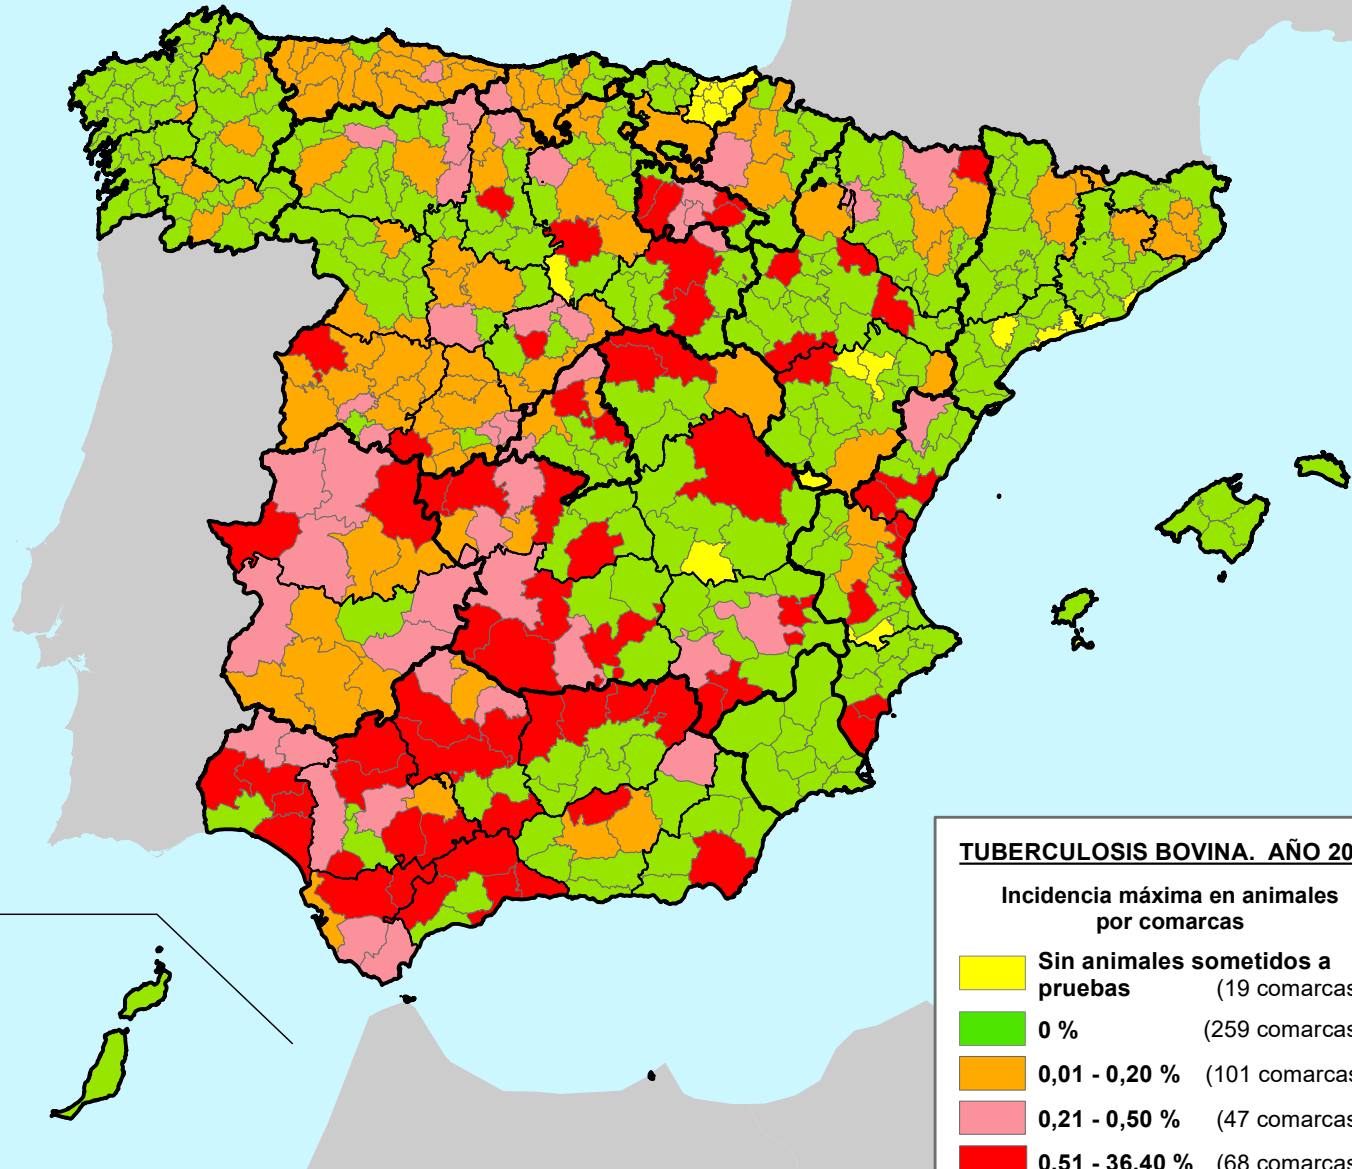 TUBERCULOSIS BOVINA. AÑO 20
Incidencia máxima en animales
por comarcas
Sin animales sometidos a
pruebas (19 comarcas
0 % (259 comarcas
0,01 - 0,20 % (101 comarcas
0,21 - 0,50 % (47 comarcas
0,51 - 36,40 % (68 comarcas